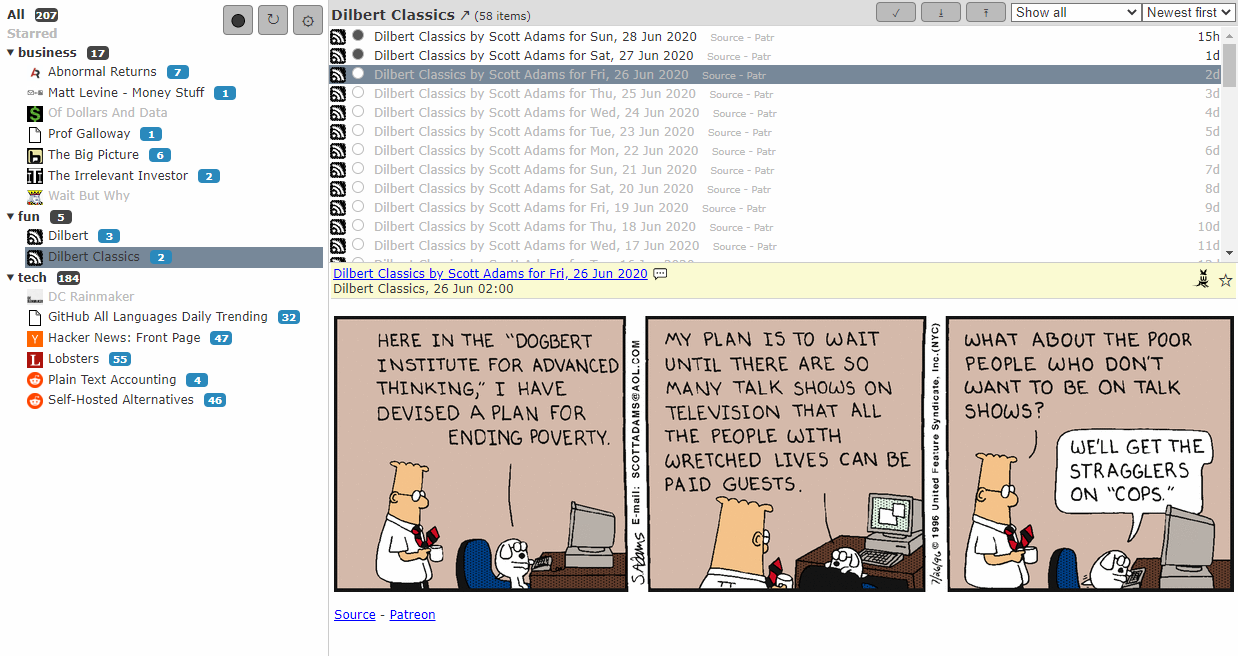 All 207
Starred
business 17
Abnormal Returns 7
Matt Levine - Money Stuff 1
Of Dollars And Data
Prof Galloway 1
The Big Picture 6
The Irrelevant Investor 2
Wait But Why
fun 5
Dilbert 3
Dilbert Classics 2
tech 184
DC Rainmaker
GitHub All Languages Daily Trending 32
Hacker News: Front Page 47
Lobsters 55
Plain Text Accounting 4
Self-Hosted Alternatives 46
Dilbert Classics ↗ (58 items)
Show all
Newest first
Dilbert Classics by Scott Adams for Sun, 28 Jun 2020 Source - Patr 15h
Dilbert Classics by Scott Adams for Sat, 27 Jun 2020 Source - Patr 1d
Dilbert Classics by Scott Adams for Fri, 26 Jun 2020 Source - Patr 2d
Dilbert Classics by Scott Adams for Thu, 25 Jun 2020 Source - Patr 3d
Dilbert Classics by Scott Adams for Wed, 24 Jun 2020 Source - Patr 4d
Dilbert Classics by Scott Adams for Tue, 23 Jun 2020 Source - Patr 5d
Dilbert Classics by Scott Adams for Mon, 22 Jun 2020 Source - Patr 6d
Dilbert Classics by Scott Adams for Sun, 21 Jun 2020 Source - Patr 7d
Dilbert Classics by Scott Adams for Sat, 20 Jun 2020 Source - Patr 8d
Dilbert Classics by Scott Adams for Fri, 19 Jun 2020 Source - Patr 9d
Dilbert Classics by Scott Adams for Thu, 18 Jun 2020 Source - Patr 10d
Dilbert Classics by Scott Adams for Wed, 17 Jun 2020 Source - Patr 11d
Dilbert Classics by Scott Adams for Fri, 26 Jun 2020
Dilbert Classics, 26 Jun 02:00
HERE IN THE "DOGBERT
INSTITUTE FOR ADVANCED
THINKING," I HAVE
DEVISED A PLAN FOR
ENDING POVERTY.
S.Adams E-mail: SCOTTADAMS@AOL.COM
MY PLAN IS TO WAIT
UNTIL THERE ARE SO
MANY TALK SHOWS ON
TELEVISION THAT ALL
THE PEOPLE WITH
WRETCHED LIVES CAN BE
PAID GUESTS.
7/26/96 © 1996 United Feature Syndicate, Inc.(NYC)
WHAT ABOUT THE POOR
PEOPLE WHO DON'T
WANT TO BE ON TALK
SHOWS?
WE'LL GET THE
STRAGGLERS
ON "COPS."
Source - Patreon